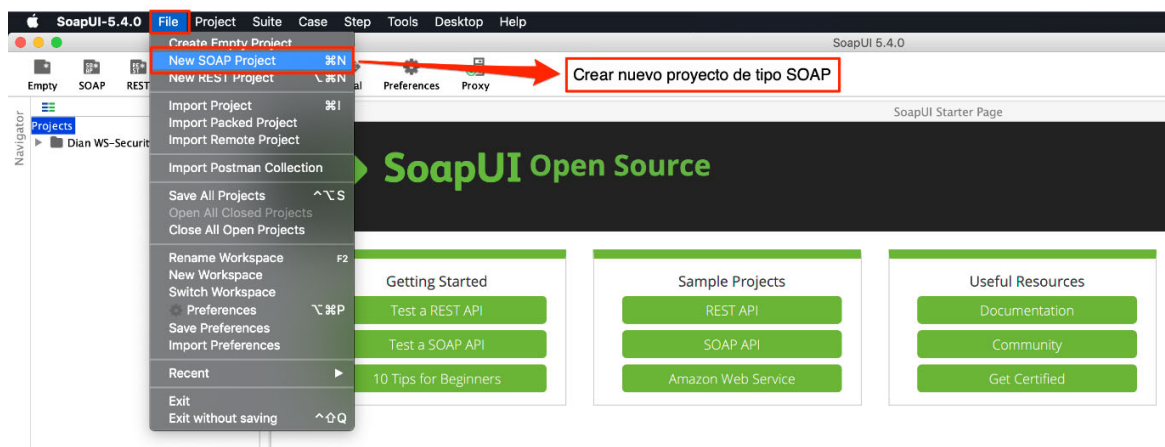 SoapUI-5.4.0 File Project Suite Case Step Tools Desktop Help
SoapUI 5.4.0
Create Empty Project
New SOAP Project ⌘N
New REST Project ⌥⌘N
Import Project ⌘I
Import Packed Project
Import Remote Project
Import Postman Collection
Save All Projects ^⌥S
Open All Closed Projects
Close All Open Projects
Rename Workspace F2
New Workspace
Switch Workspace
Preferences ⌥⌘P
Save Preferences
Import Preferences
Recent
Exit
Exit without saving ^⇧Q
Crear nuevo proyecto de tipo SOAP
Empty SOAP REST Preferences Proxy
Navigator
Projects
Dian WS-Securit
SoapUI Starter Page
SoapUI Open Source
Getting Started
Test a REST API
Test a SOAP API
10 Tips for Beginners
Sample Projects
REST API
SOAP API
Amazon Web Service
Useful Resources
Documentation
Community
Get Certified